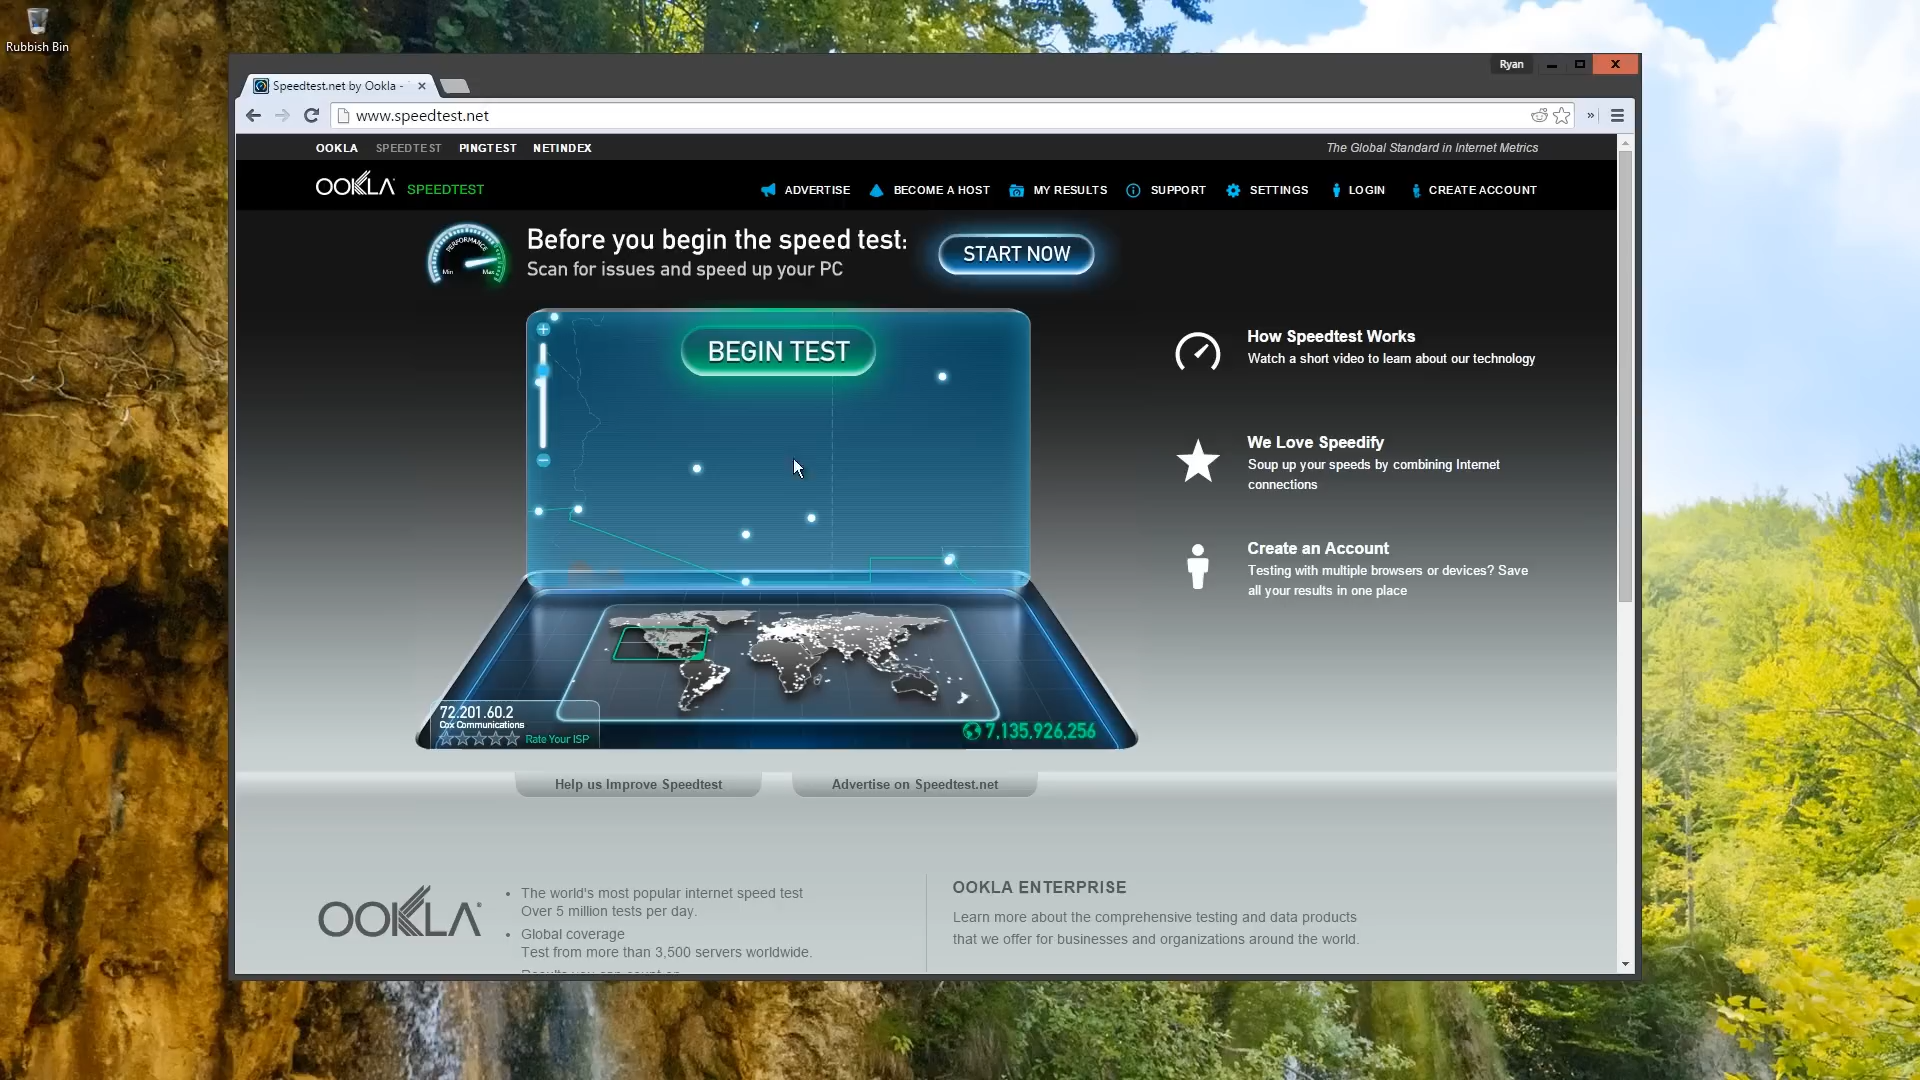 Rubbish Bin
Ryan
Speedtest.net by Ookla -
www.speedtest.net
OOKLA SPEEDTEST PINGTEST NETINDEX
The Global Standard in Internet Metrics
OOKLA SPEEDTEST
ADVERTISE BECOME A HOST MY RESULTS SUPPORT SETTINGS LOGIN CREATE ACCOUNT
PERFORMANCE
Min Max
Before you begin the speed test:
Scan for issues and speed up your PC
START NOW
BEGIN TEST
How Speedtest Works
Watch a short video to learn about our technology
We Love Speedify
Soup up your speeds by combining Internet
connections
Create an Account
Testing with multiple browsers or devices? Save
all your results in one place
72.201.60.2
Cox Communications
Rate Your ISP
7,135,926,256
Help us Improve Speedtest
Advertise on Speedtest.net
OOKLA
• The world's most popular internet speed test
Over 5 million tests per day.
• Global coverage
Test from more than 3,500 servers worldwide.
OOKLA ENTERPRISE
Learn more about the comprehensive testing and data products
that we offer for businesses and organizations around the world.